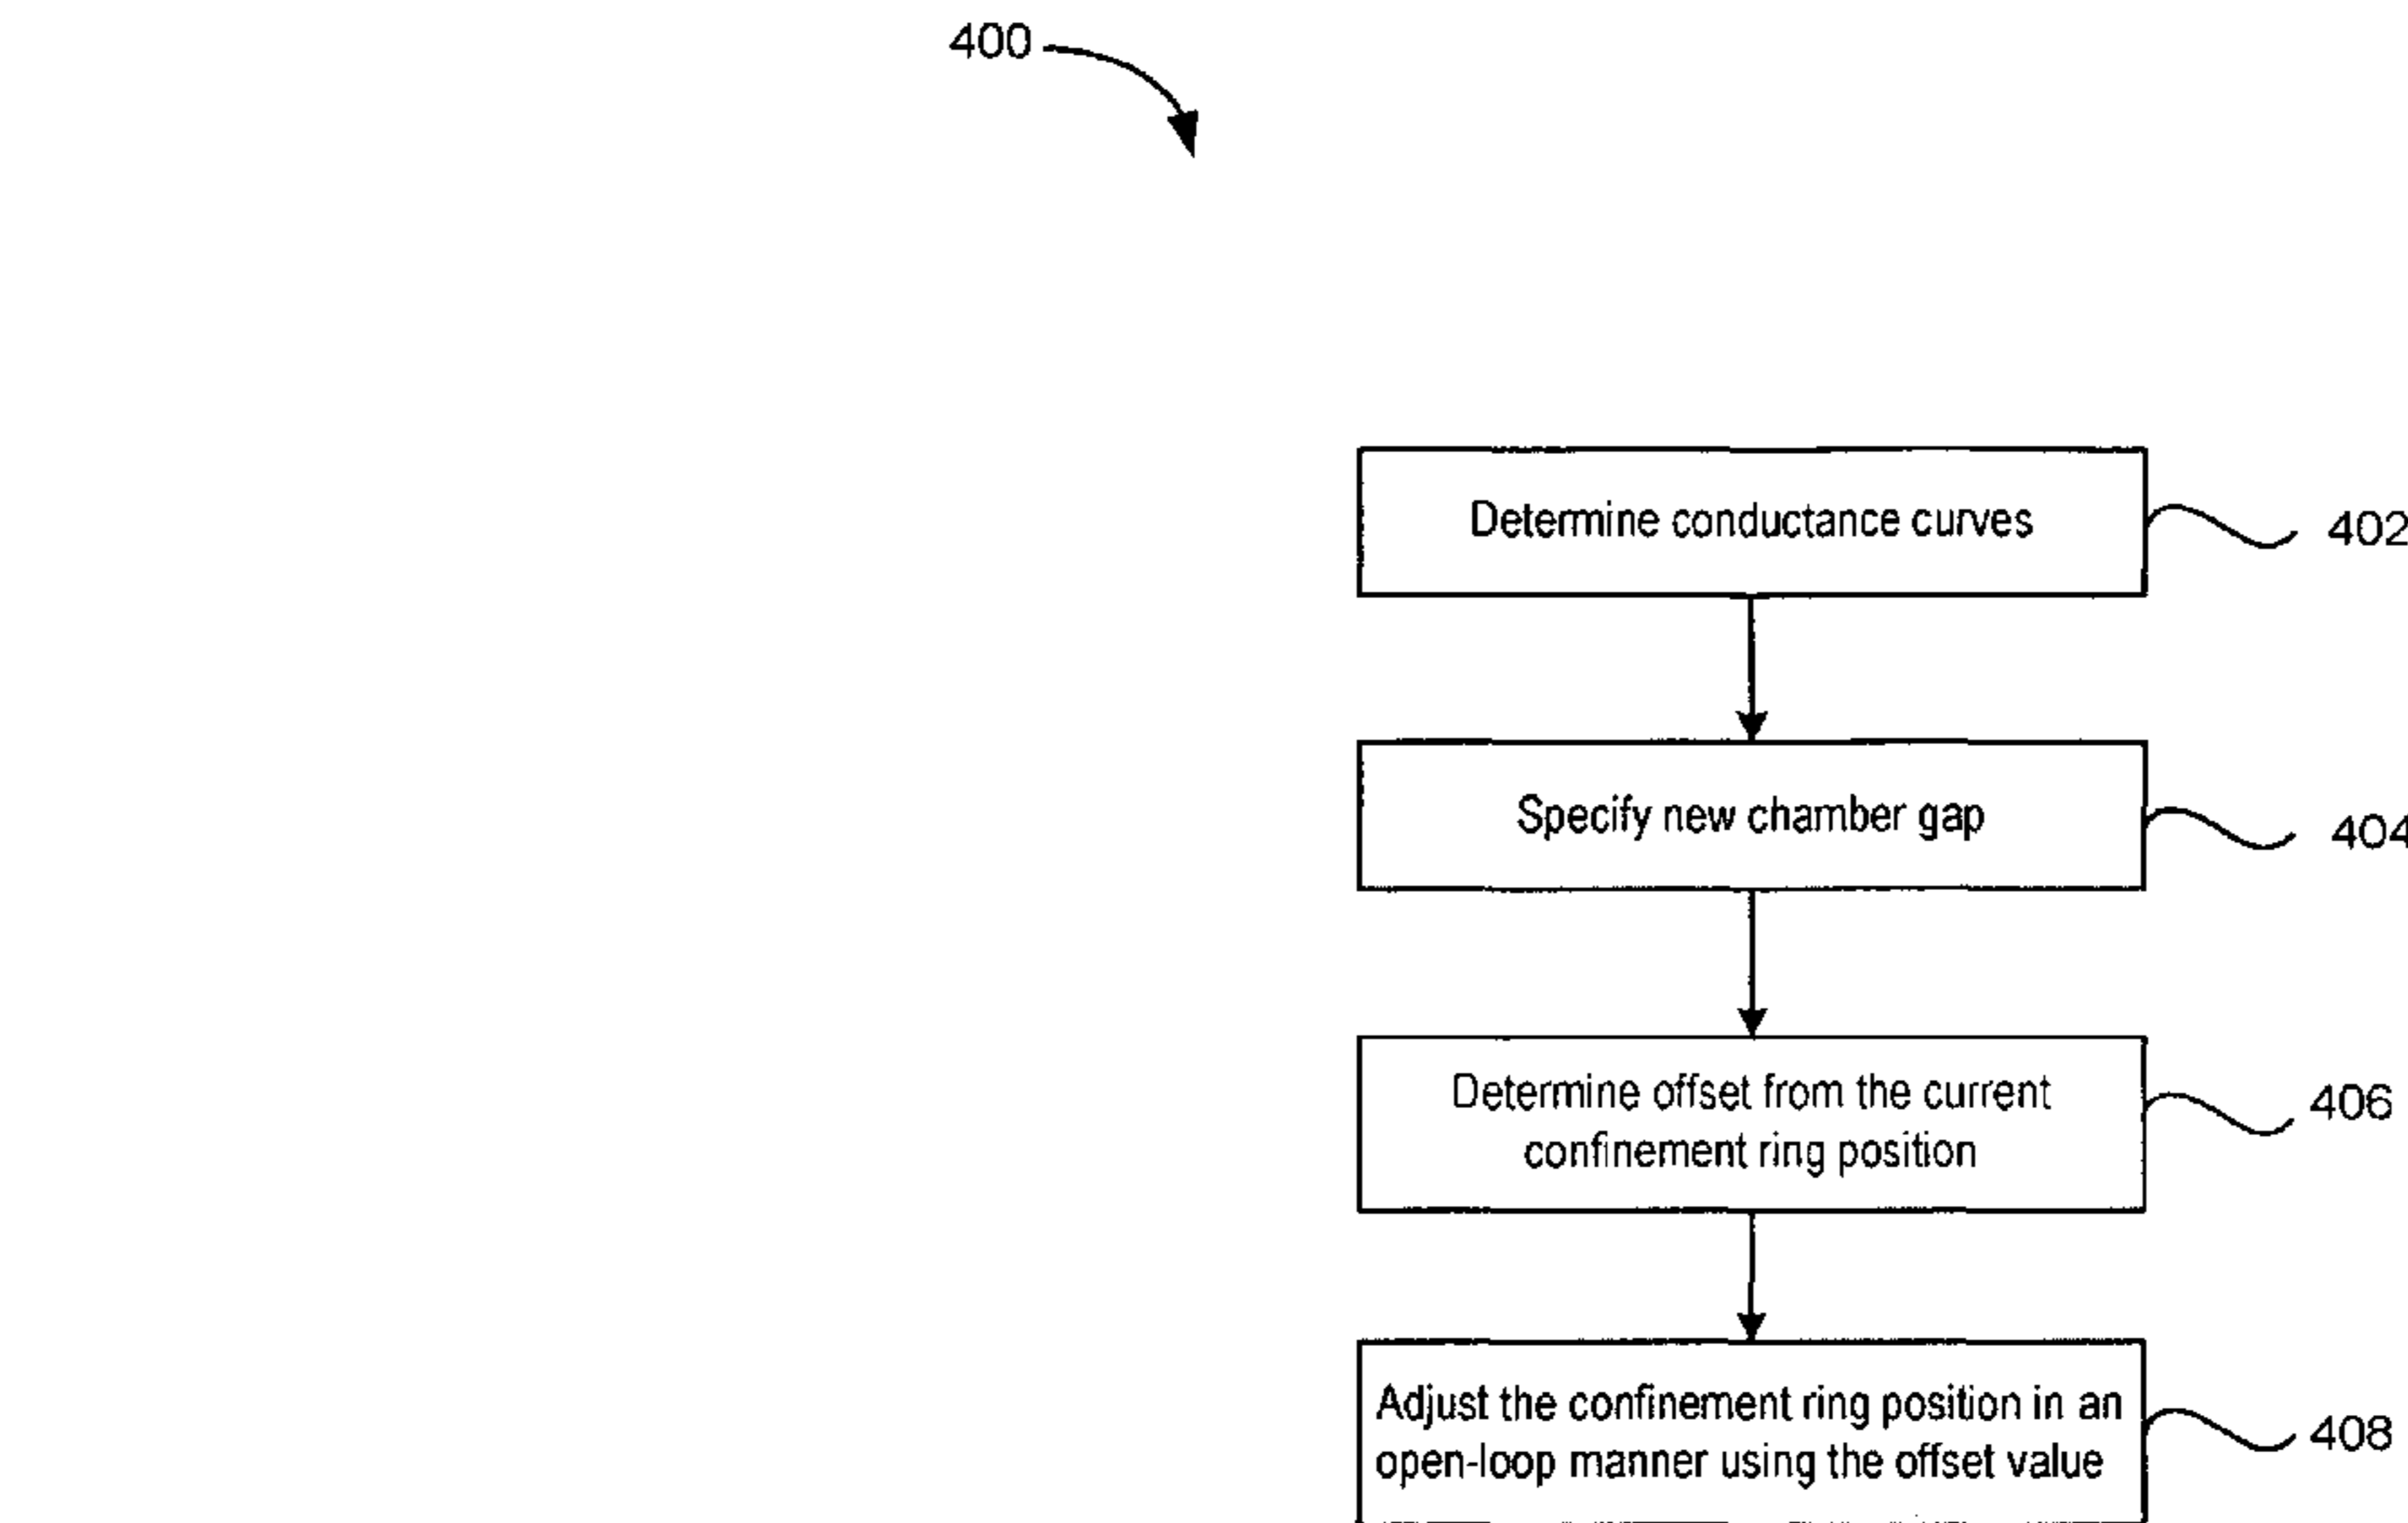 400
Determine conductance curves
402
Specify new chamber gap
404
Determine offset from the current
confinement ring position
406
Adjust the confinement ring position in an
open-loop manner using the offset value
408